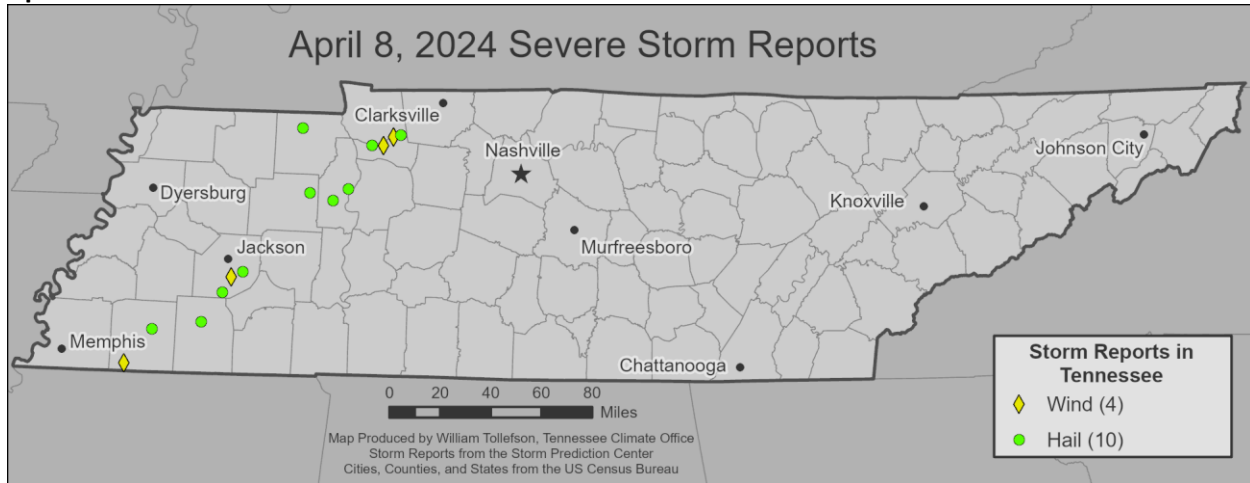 April 8, 2024 Severe Storm Reports
Clarksville
Nashville
Johnson City
Dyersburg
Knoxville
Jackson
Murfreesboro
Memphis
Chattanooga
0 20 40 60 80
Miles
Map Produced by William Tollefson, Tennessee Climate Office
Storm Reports from the Storm Prediction Center
Cities, Counties, and States from the US Census Bureau
Storm Reports in
Tennessee
Wind (4)
Hail (10)